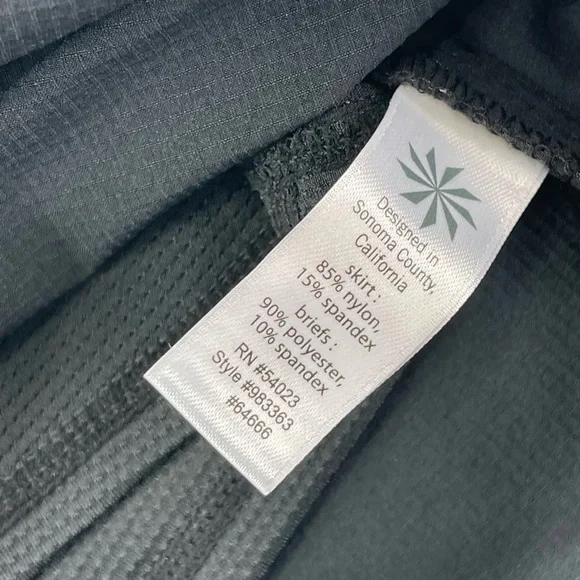 Designed in
Sonoma County,
California
skirt :
85% nylon,
15% spandex
briefs :
90% polyester,
10% spandex
RN #54023
Style #983363
#64666